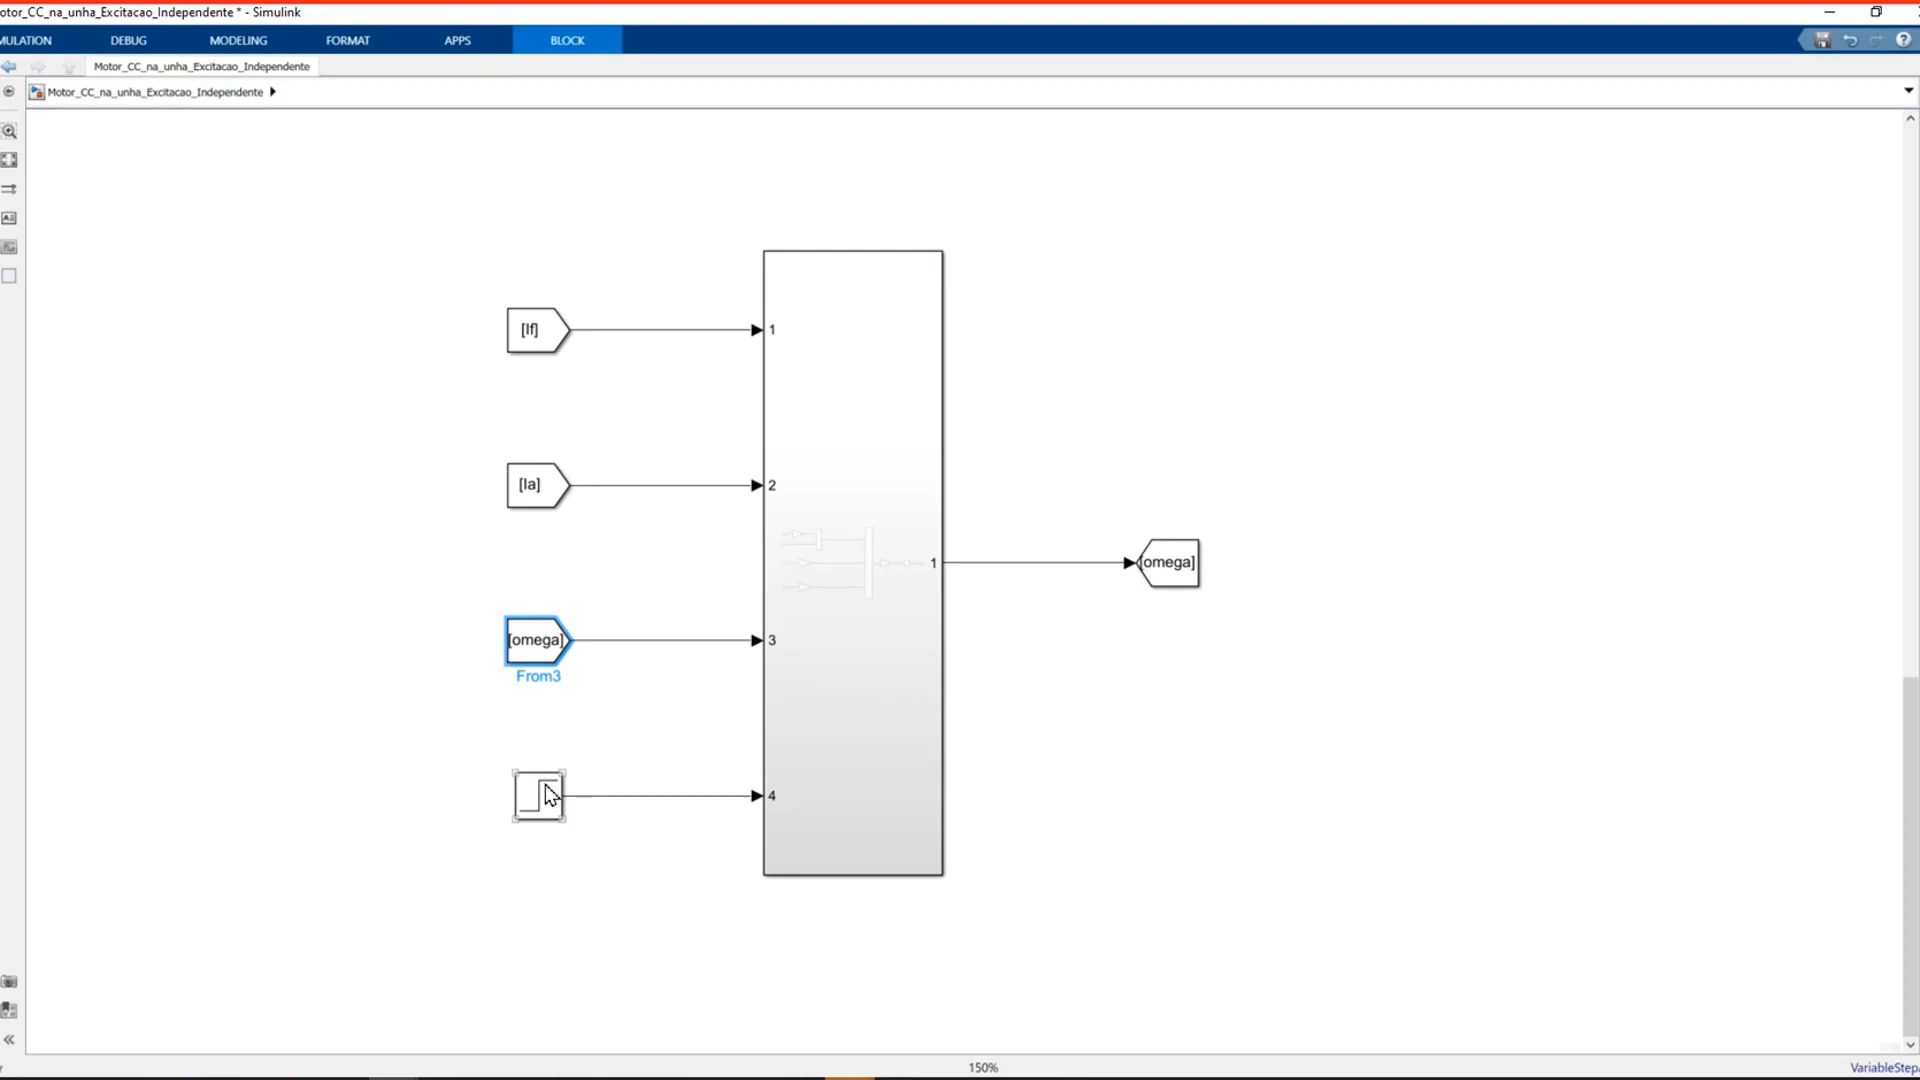 otor_CC_na_unha_Excitacao_Independente * - Simulink
MULATION DEBUG MODELING FORMAT APPS BLOCK
Motor_CC_na_unha_Excitacao_Independente
Motor_CC_na_unha_Excitacao_Independente
[If] 1
[Ia] 2
1 [omega]
[omega] 3
From3
4
150% VariableStep